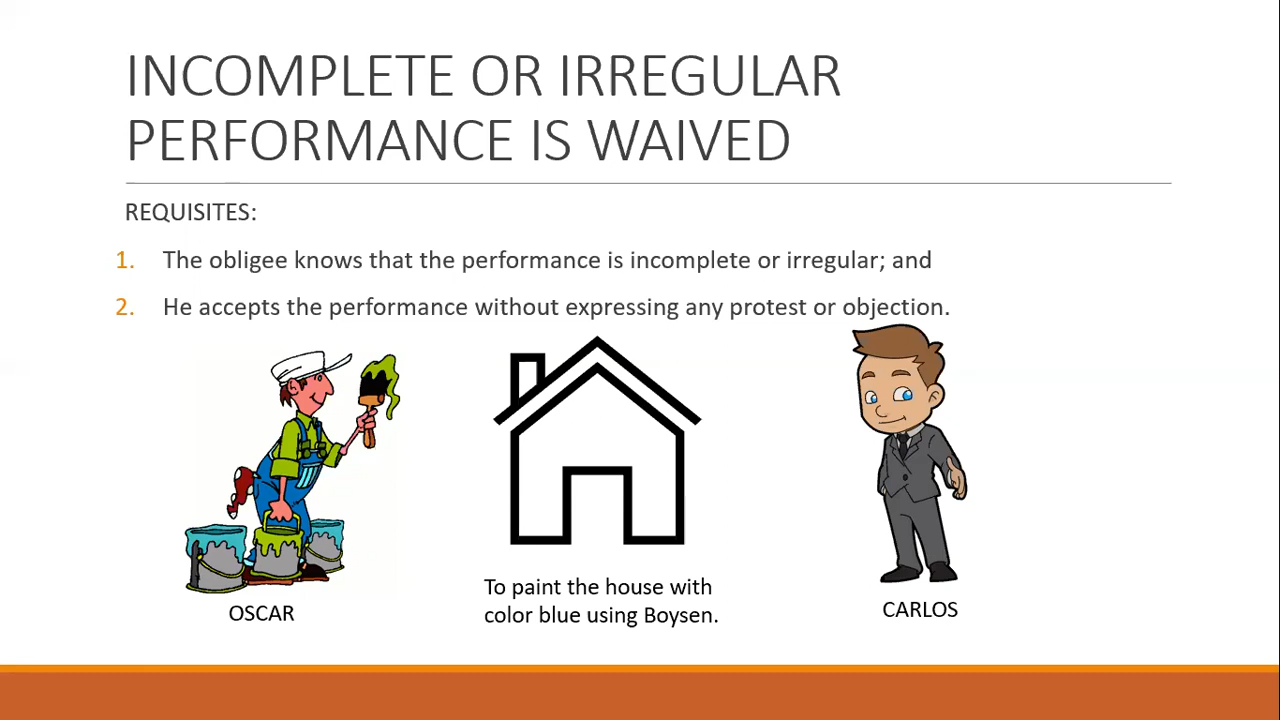 INCOMPLETE OR IRREGULAR
PERFORMANCE IS WAIVED
REQUISITES:
1. The obligee knows that the performance is incomplete or irregular; and
2. He accepts the performance without expressing any protest or objection.
To paint the house with
color blue using Boysen.
OSCAR
CARLOS